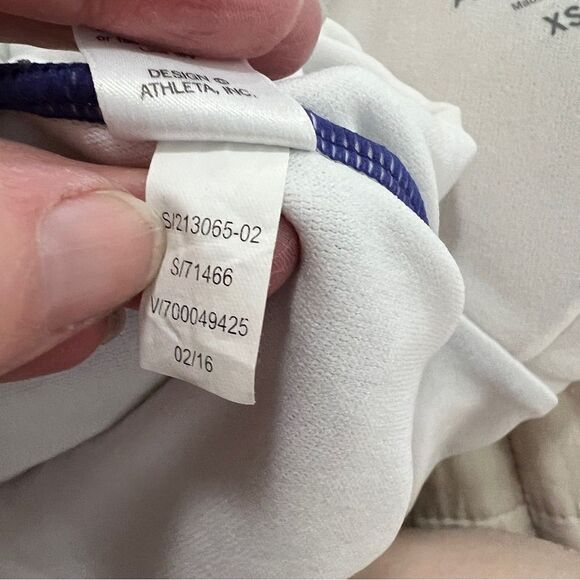 DESIGN ©
ATHLETA, INC.
S/213065-02
S/71466
V/700049425
02/16
XS